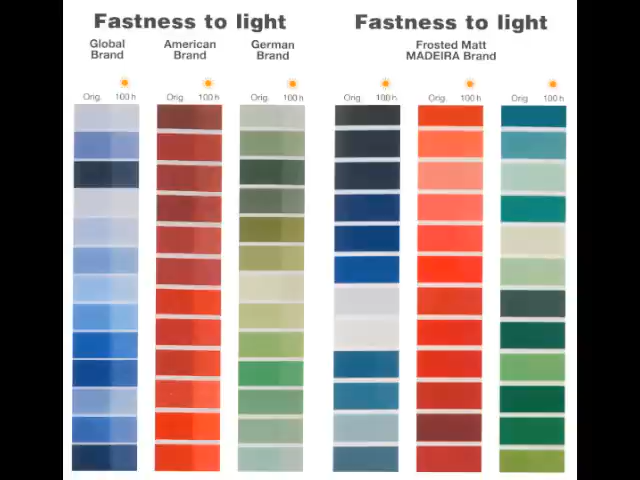 Fastness to light
Global
Brand
American
Brand
German
Brand
Orig. 100 h
Orig. 100 h
Orig. 100 h
Fastness to light
Frosted Matt
MADEIRA Brand
Orig. 100 h
Orig. 100 h
Orig. 100 h